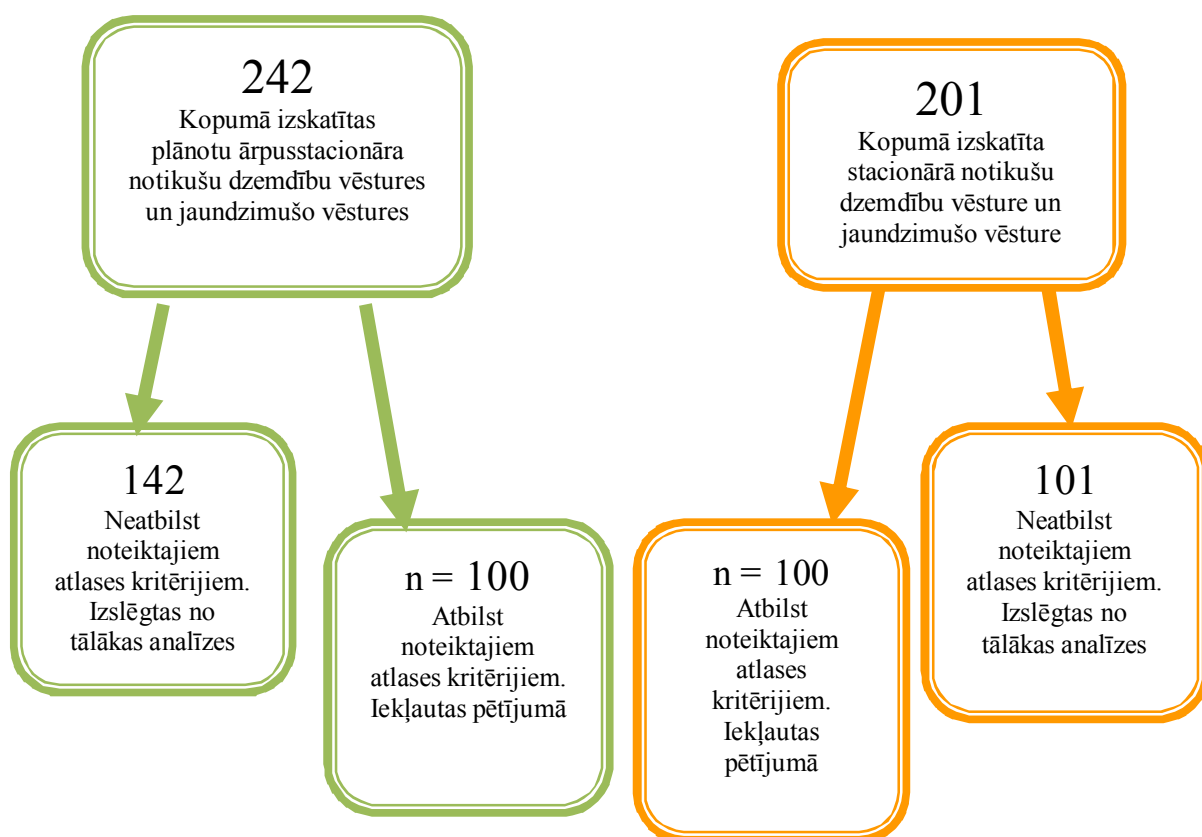 242
Kopumā izskatītas
plānotu ārpusstacionāra
notikušu dzemdību vēstures
un jaundzimušo vēstures
201
Kopumā izskatīta
stacionārā notikušu
dzemdību vēsture un
jaundzimušo vēsture
142
Neatbilst
noteiktajiem
atlases kritērijiem.
Izslēgtas no
tālākas analīzes
n = 100
Atbilst
noteiktajiem
atlases kritērijiem.
Iekļautas pētījumā
n = 100
Atbilst
noteiktajiem
atlases
kritērijiem.
Iekļautas
pētījumā
101
Neatbilst
noteiktajiem
atlases kritērijiem.
Izslēgtas no
tālākas analīzes